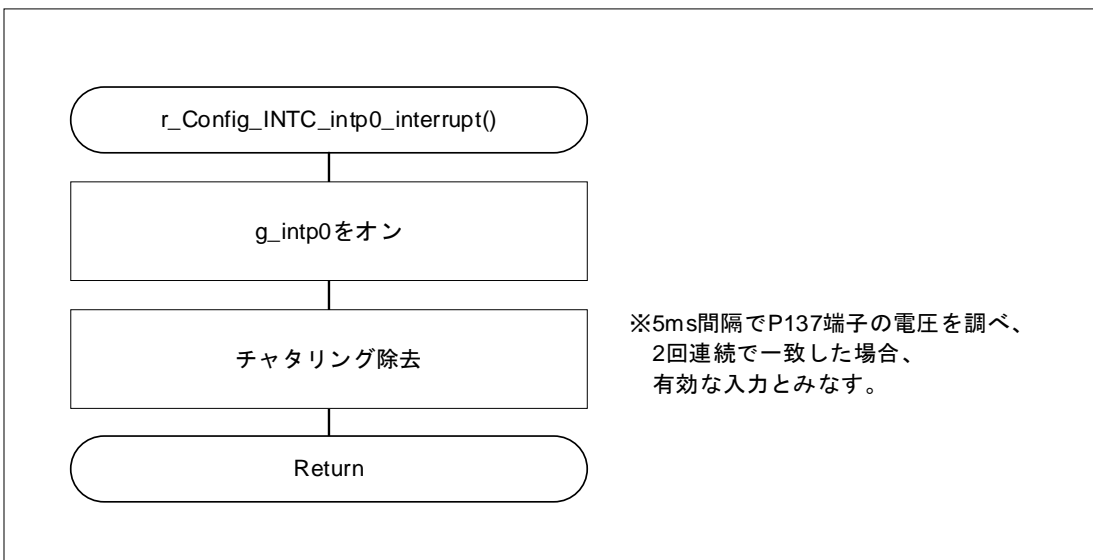 r_Config_INTC_intp0_interrupt()
g_intp0をオン
チャタリング除去
※5ms間隔でP137端子の電圧を調べ、
2回連続で一致した場合、
有効な入力とみなす。
Return